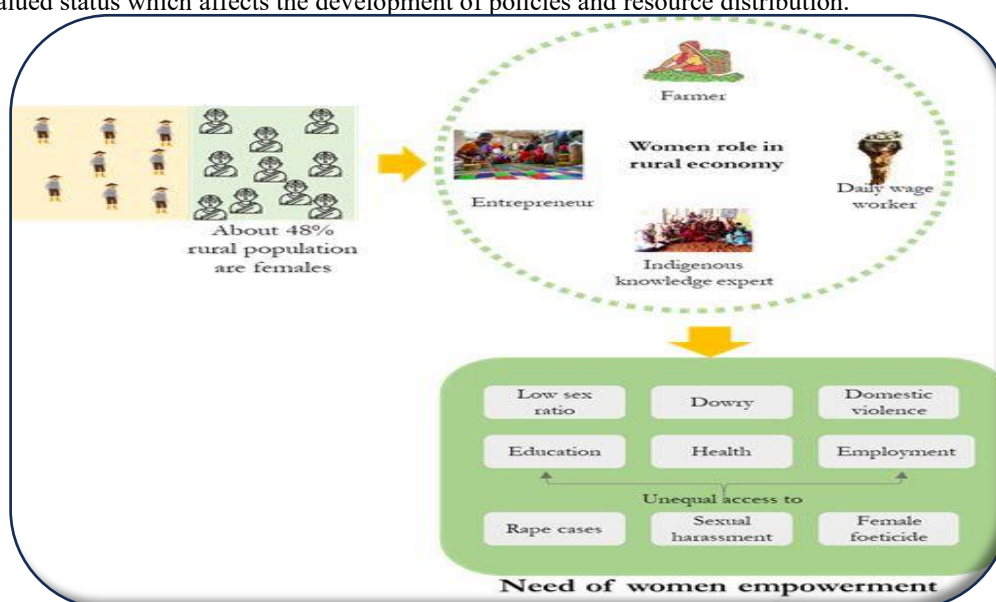 alued status which affects the development of policies and resource distribution.
Farmer
Women role in
rural economy
Entrepreneur
Daily wage
worker
Indigenous
knowledge expert
About 48%
rural population
are females
Low sex
ratio
Dowry
Domestic
violence
Education
Health
Employment
Unequal access to
Rape cases
Sexual
harassment
Female
foeticide
Need of women empowerment